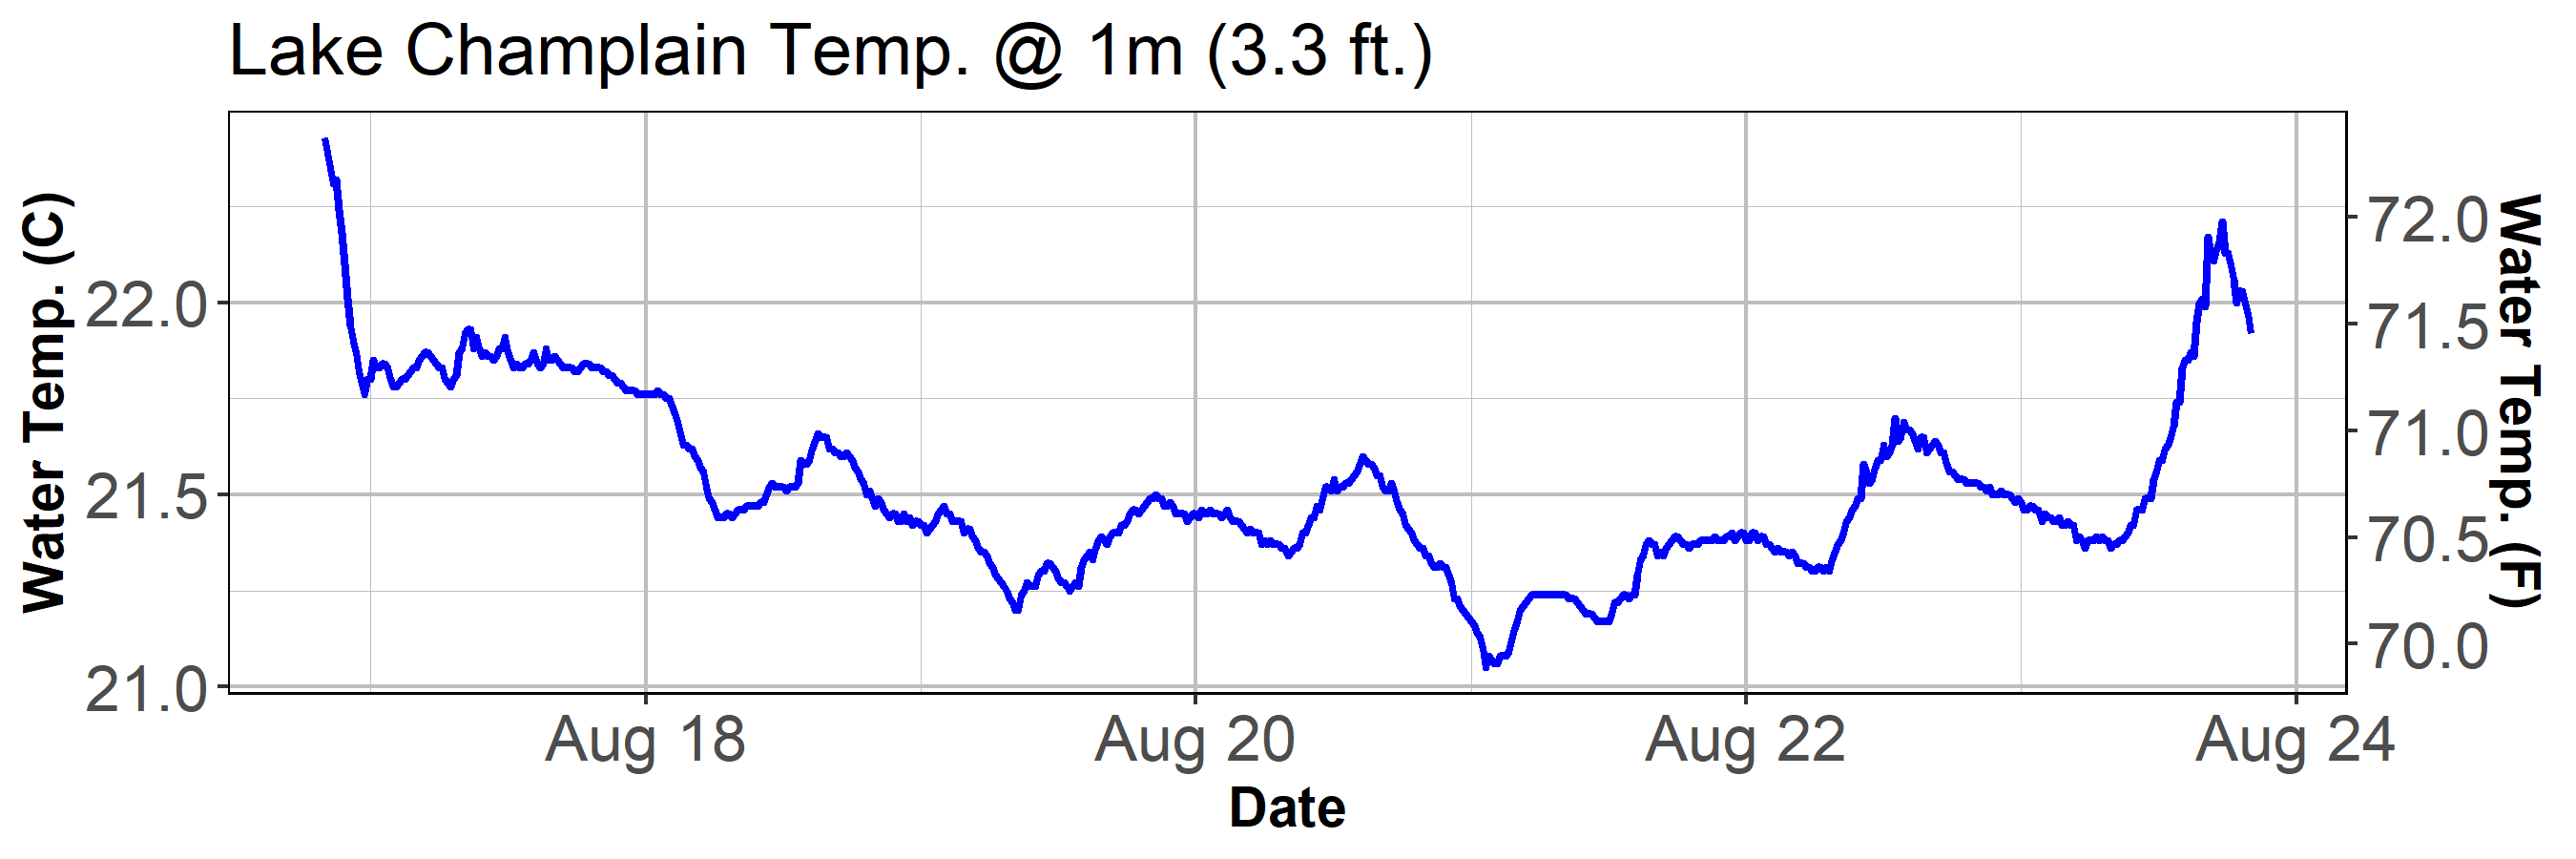 Lake Champlain Temp. @ 1m (3.3 ft.)
Water Temp. (C)
22.0
21.5
21.0
72.0
71.5
71.0
70.5
70.0
Water Temp. (F)
Aug 18
Aug 20
Aug 22
Aug 24
Date